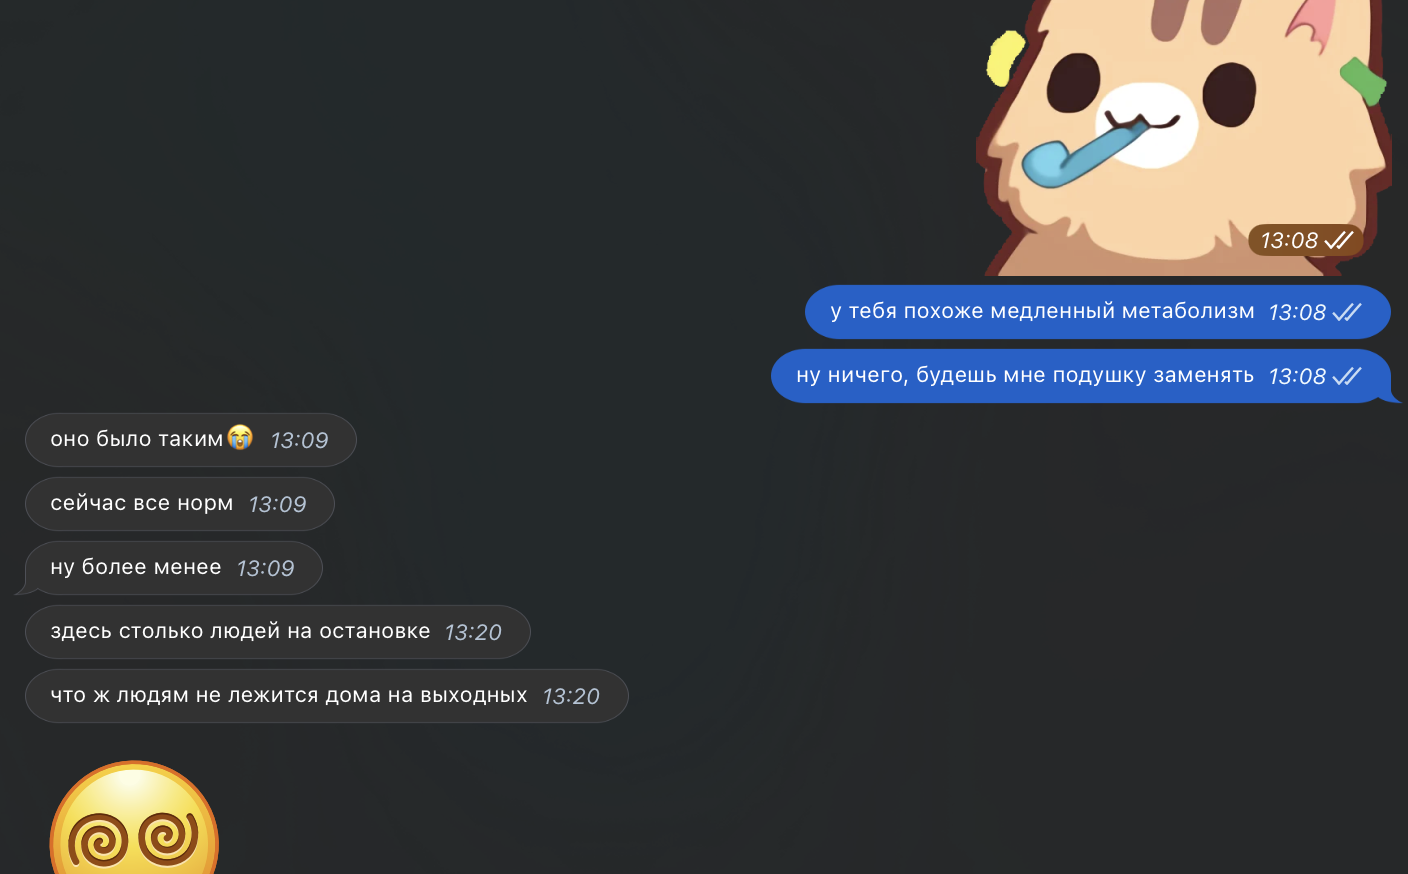 13:08
у тебя похоже медленный метаболизм 13:08
ну ничего, будешь мне подушку заменять 13:08
оно было таким😭 13:09
сейчас все норм 13:09
ну более менее 13:09
здесь столько людей на остановке 13:20
что ж людям не лежится дома на выходных 13:20